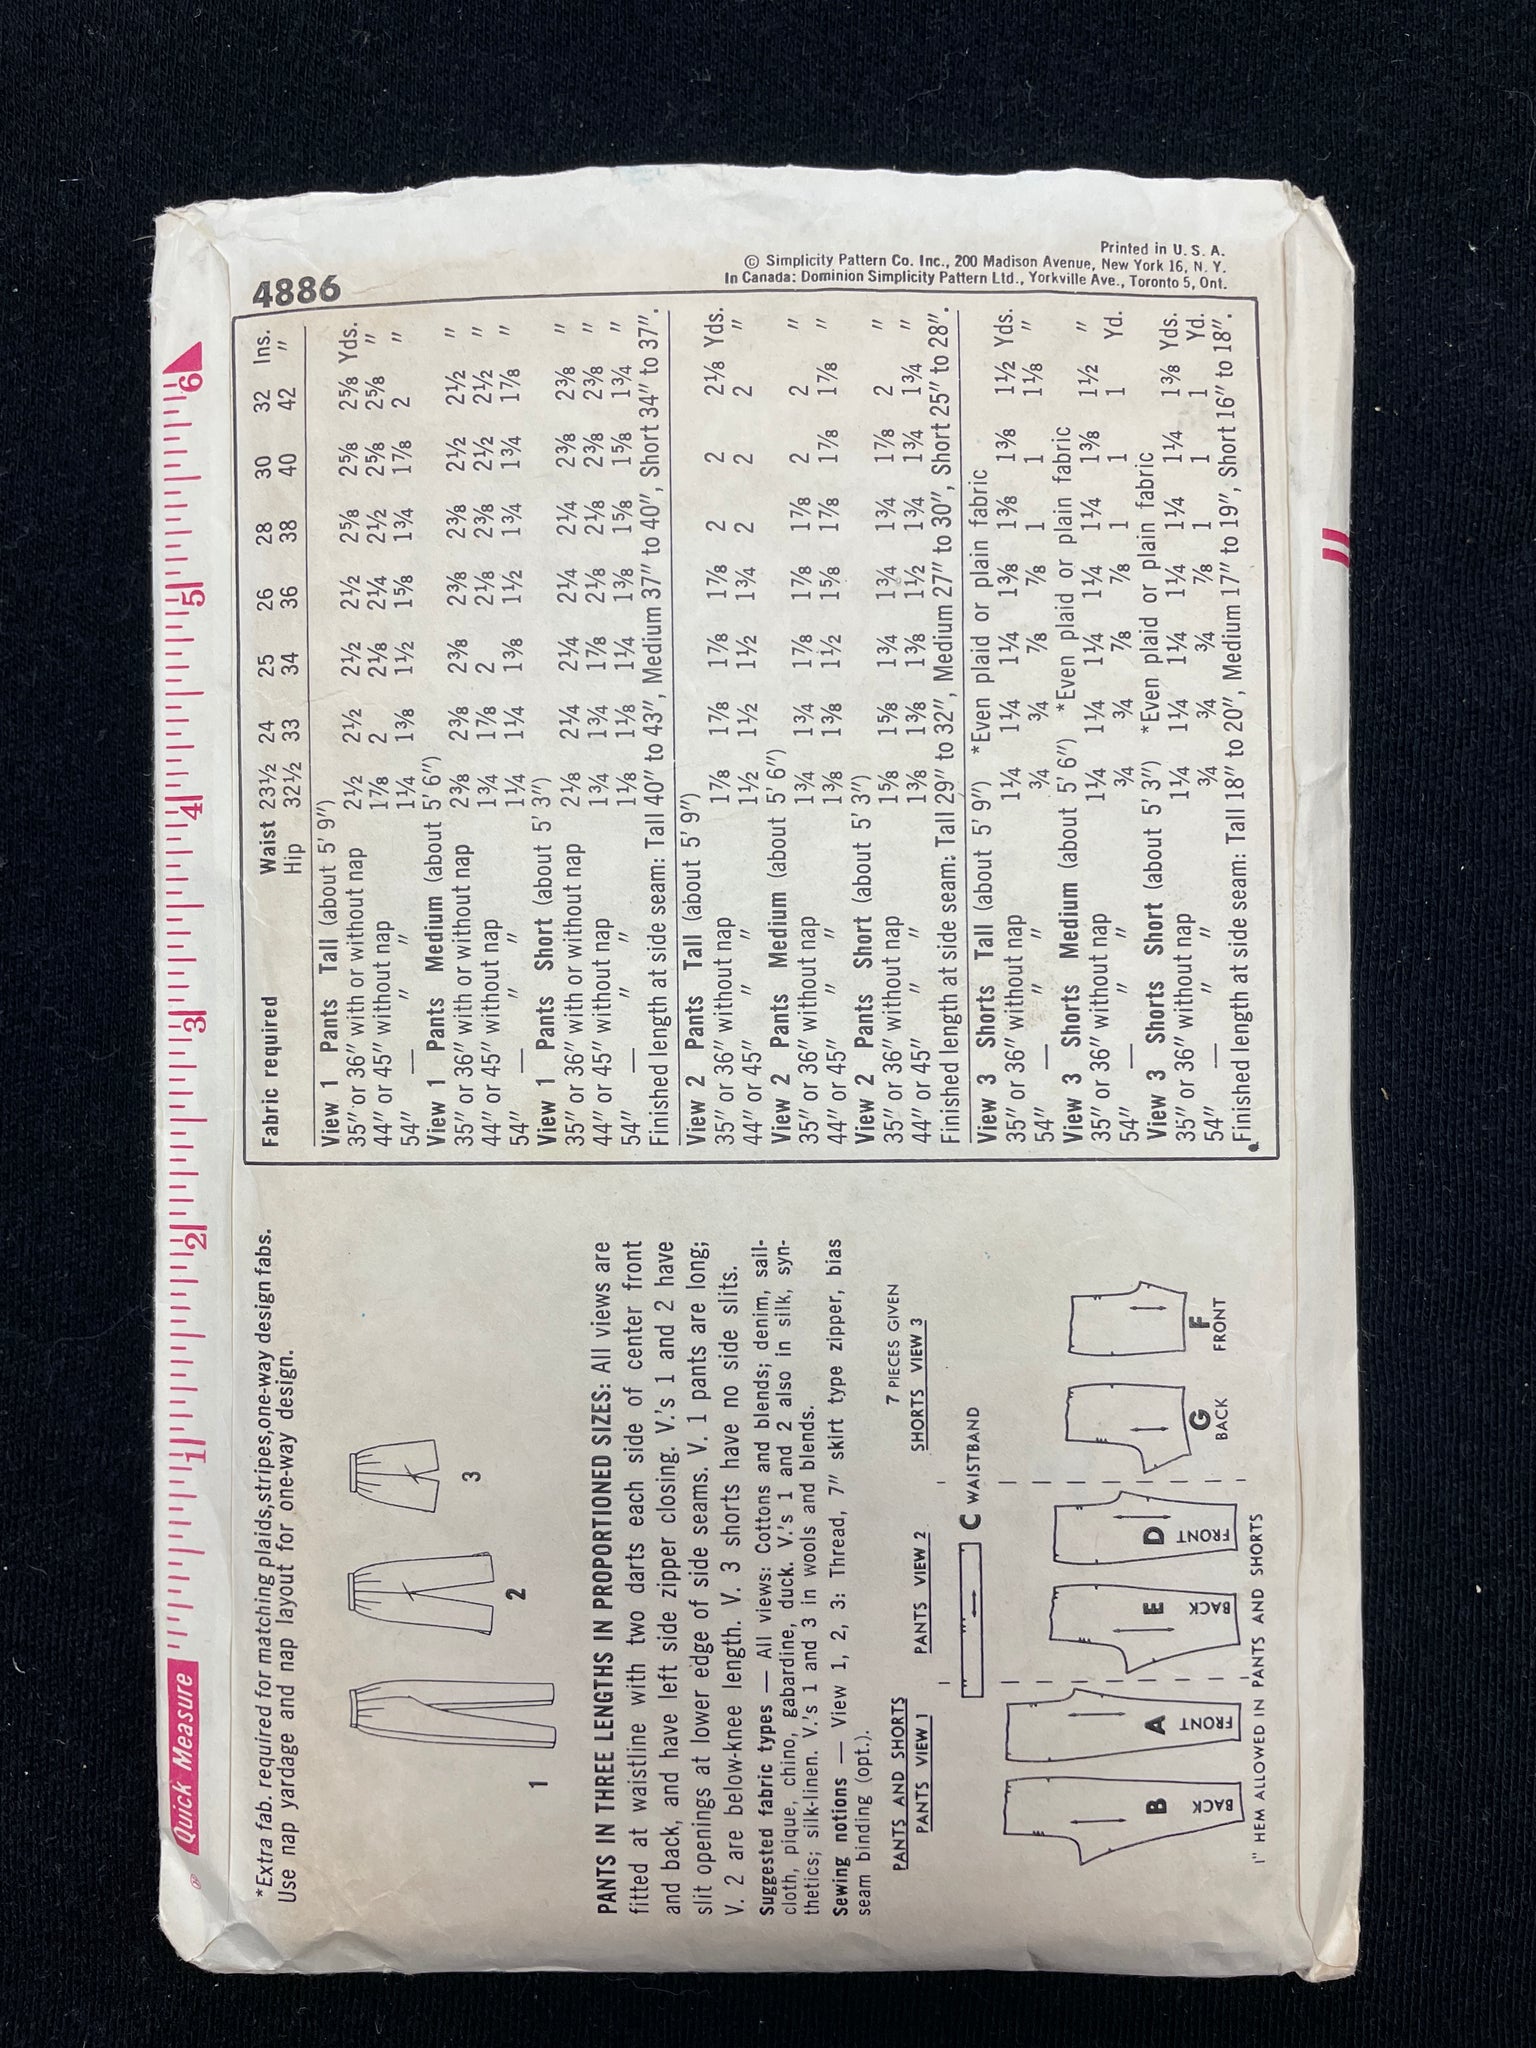 ® Quick Measure 1 2 3 4 5 6
*Extra fab. required for matching plaids,stripes,one-way design fabs.
Use nap yardage and nap layout for one-way design.
1
2
3
PANTS IN THREE LENGTHS IN PROPORTIONED SIZES: All views are
fitted at waistline with two darts each side of center front
and back, and have left side zipper closing. V.'s 1 and 2 have
slit openings at lower edge of side seams. V. 1 pants are long;
V. 2 are below-knee length. V. 3 shorts have no side slits.
Suggested fabric types — All views: Cottons and blends; denim, sail-
cloth, pique, chino, gabardine, duck. V.'s 1 and 2 also in silk, syn-
thetics; silk-linen. V.'s 1 and 3 in wools and blends.
Sewing notions — View 1, 2, 3: Thread, 7" skirt type zipper, bias
seam binding (opt.).
7 PIECES GIVEN
PANTS AND SHORTS
PANTS VIEW 1
PANTS VIEW 2
SHORTS VIEW 3
C WAISTBAND
B
BACK
A
FRONT
E
BACK
D
FRONT
G
BACK
F
FRONT
1" HEM ALLOWED IN PANTS AND SHORTS
4886
Printed in U. S. A.
© Simplicity Pattern Co. Inc., 200 Madison Avenue, New York 16, N. Y.
In Canada: Dominion Simplicity Pattern Ltd., Yorkville Ave., Toronto 5, Ont.
Fabric required Waist 23½ 24 25 26 28 30 32 Ins.
Hip 32½ 33 34 36 38 40 42 "
View 1 Pants Tall (about 5' 9")
35" or 36" with or without nap 2½ 2½ 2½ 2½ 2⅝ 2⅝ 2⅝ Yds.
44" or 45" without nap 1⅞ 2 2⅛ 2¼ 2½ 2⅝ 2⅝ "
54" — " 1¼ 1⅜ 1½ 1⅝ 1¾ 1⅞ 2 "
View 1 Pants Medium (about 5' 6")
35" or 36" with or without nap 2⅜ 2⅜ 2⅜ 2⅜ 2⅜ 2½ 2½ "
44" or 45" without nap 1¾ 1⅞ 2 2⅛ 2⅜ 2½ 2½ "
54" — " 1¼ 1¼ 1⅜ 1½ 1¾ 1¾ 1⅞ "
View 1 Pants Short (about 5' 3")
35" or 36" with or without nap 2⅛ 2¼ 2¼ 2¼ 2¼ 2⅜ 2⅜ "
44" or 45" without nap 1¾ 1¾ 1⅞ 2⅛ 2⅛ 2⅜ 2⅜ "
54" — " 1⅛ 1⅛ 1¼ 1⅜ 1⅝ 1⅝ 1¾ "
Finished length at side seam: Tall 40" to 43", Medium 37" to 40", Short 34" to 37".
View 2 Pants Tall (about 5' 9")
35" or 36" without nap 1⅞ 1⅞ 1⅞ 1⅞ 2 2 2⅛ Yds.
44" or 45" " 1½ 1½ 1½ 1¾ 2 2 2 "
View 2 Pants Medium (about 5' 6")
35" or 36" without nap 1¾ 1¾ 1⅞ 1⅞ 1⅞ 2 2 "
44" or 45" " 1⅜ 1⅜ 1½ 1⅝ 1⅞ 1⅞ 1⅞ "
View 2 Pants Short (about 5' 3")
35" or 36" without nap 1⅝ 1⅝ 1¾ 1¾ 1¾ 1⅞ 2 "
44" or 45" " 1⅜ 1⅜ 1⅜ 1½ 1¾ 1¾ 1¾ "
Finished length at side seam: Tall 29" to 32", Medium 27" to 30", Short 25" to 28".
View 3 Shorts Tall (about 5' 9") *Even plaid or plain fabric
35" or 36" without nap 1¼ 1¼ 1¼ 1⅜ 1⅜ 1⅜ 1½ Yds.
54" — " ¾ ¾ ⅞ ⅞ 1 1 1⅛ "
View 3 Shorts Medium (about 5' 6") *Even plaid or plain fabric
35" or 36" without nap 1¼ 1¼ 1¼ 1¼ 1¼ 1⅜ 1½ "
54" — " ¾ ¾ ⅞ ⅞ 1 1 1 Yd.
View 3 Shorts Short (about 5' 3") *Even plaid or plain fabric
35" or 36" without nap 1¼ 1¼ 1¼ 1¼ 1¼ 1¼ 1⅜ Yds.
54" — " ¾ ¾ ¾ ⅞ 1 1 1 Yd.
Finished length at side seam: Tall 18" to 20", Medium 17" to 19", Short 16" to 18".